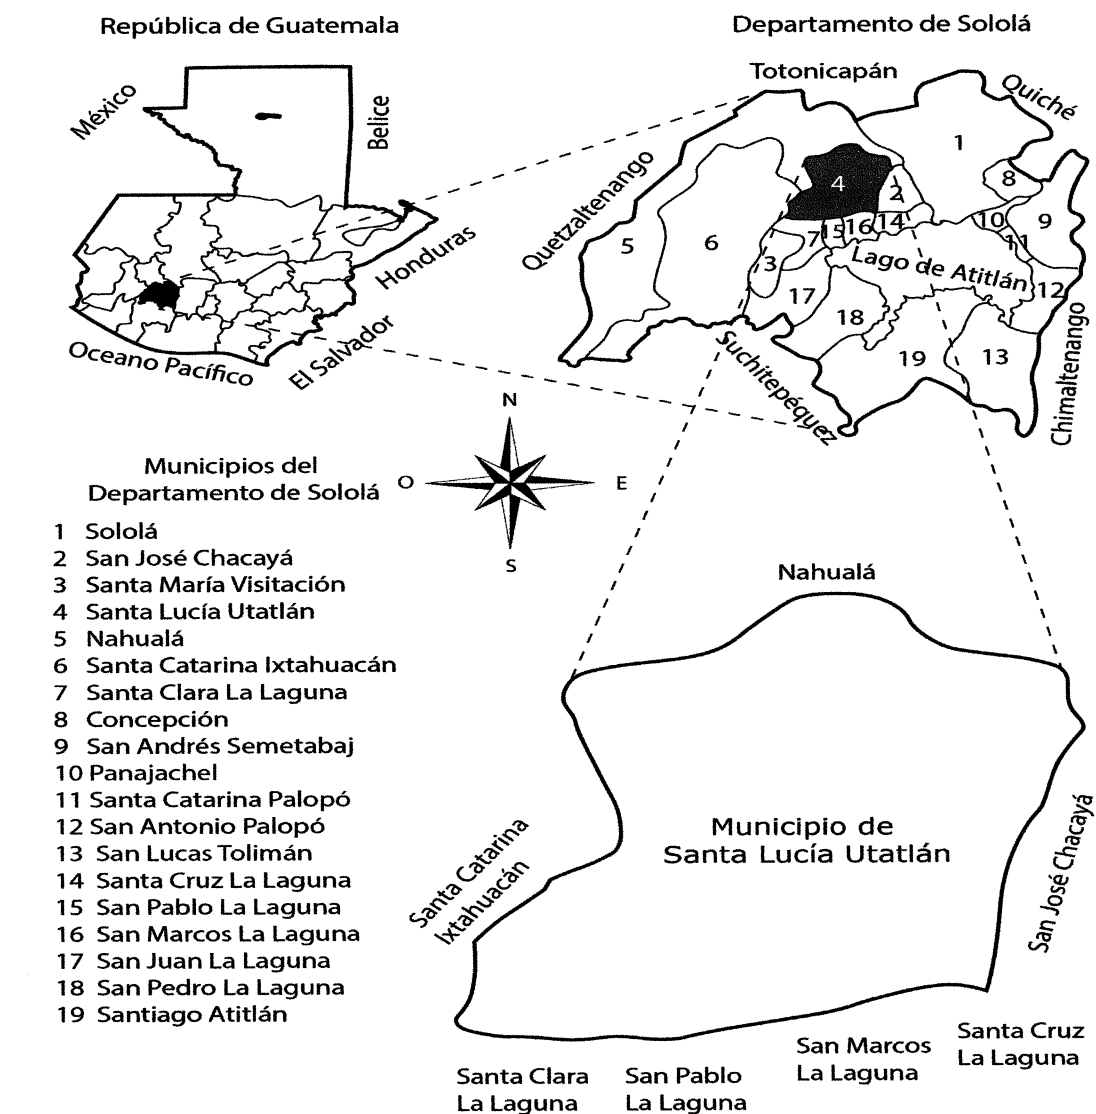 República de Guatemala
México
Belice
Honduras
El Salvador
Oceano Pacífico
Departamento de Sololá
Totonicapán
Quiché
Quetzaltenango
Chimaltenango
Suchitepéquez
Lago de Atitlán
1
2
3
4
5
6
7
8
9
10
11
12
13
14
15
16
17
18
19
N
O
E
S
Municipios del
Departamento de Sololá
1 Sololá
2 San José Chacayá
3 Santa María Visitación
4 Santa Lucía Utatlán
5 Nahualá
6 Santa Catarina Ixtahuacán
7 Santa Clara La Laguna
8 Concepción
9 San Andrés Semetabaj
10 Panajachel
11 Santa Catarina Palopó
12 San Antonio Palopó
13 San Lucas Tolimán
14 Santa Cruz La Laguna
15 San Pablo La Laguna
16 San Marcos La Laguna
17 San Juan La Laguna
18 San Pedro La Laguna
19 Santiago Atitlán
Nahualá
Municipio de
Santa Lucía Utatlán
Santa Catarina
Ixtahuacán
San José Chacayá
Santa Clara
La Laguna
San Pablo
La Laguna
San Marcos
La Laguna
Santa Cruz
La Laguna